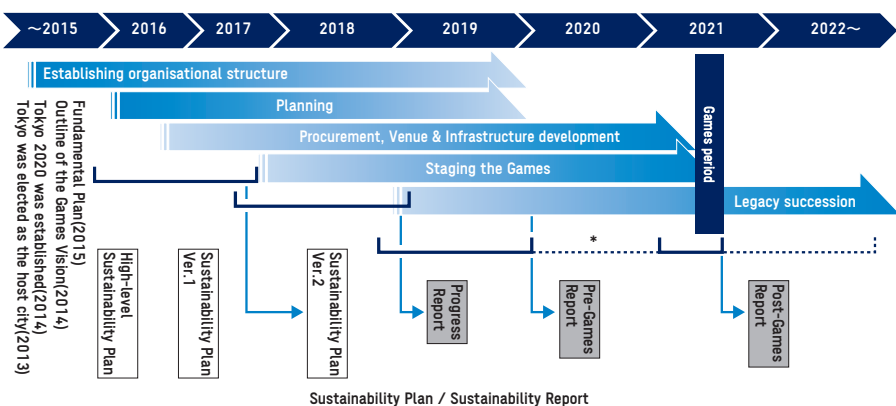 ~2015
2016
2017
2018
2019
2020
2021
2022~
Establishing organisational structure
Planning
Procurement, Venue & Infrastructure development
Staging the Games
Legacy succession
Games period
Fundamental Plan(2015)
Outline of the Games Vision(2014)
Tokyo 2020 was established(2014)
Tokyo was elected as the host city(2013)
*
High-level
Sustainability Plan
Sustainability Plan
Ver.1
Sustainability Plan
Ver.2
Progress
Report
Pre-Games
Report
Post-Games
Report
Sustainability Plan / Sustainability Report